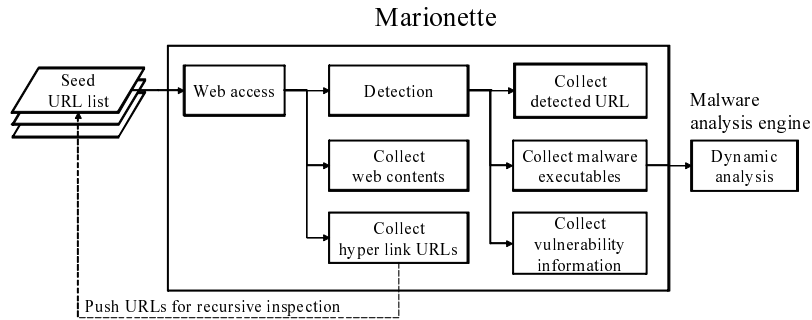 Marionette
Seed
URL list
Web access
Detection
Collect
detected URL
Malware
analysis engine
Collect
web contents
Collect malware
executables
Dynamic
analysis
Collect
hyper link URLs
Collect
vulnerability
information
Push URLs for recursive inspection